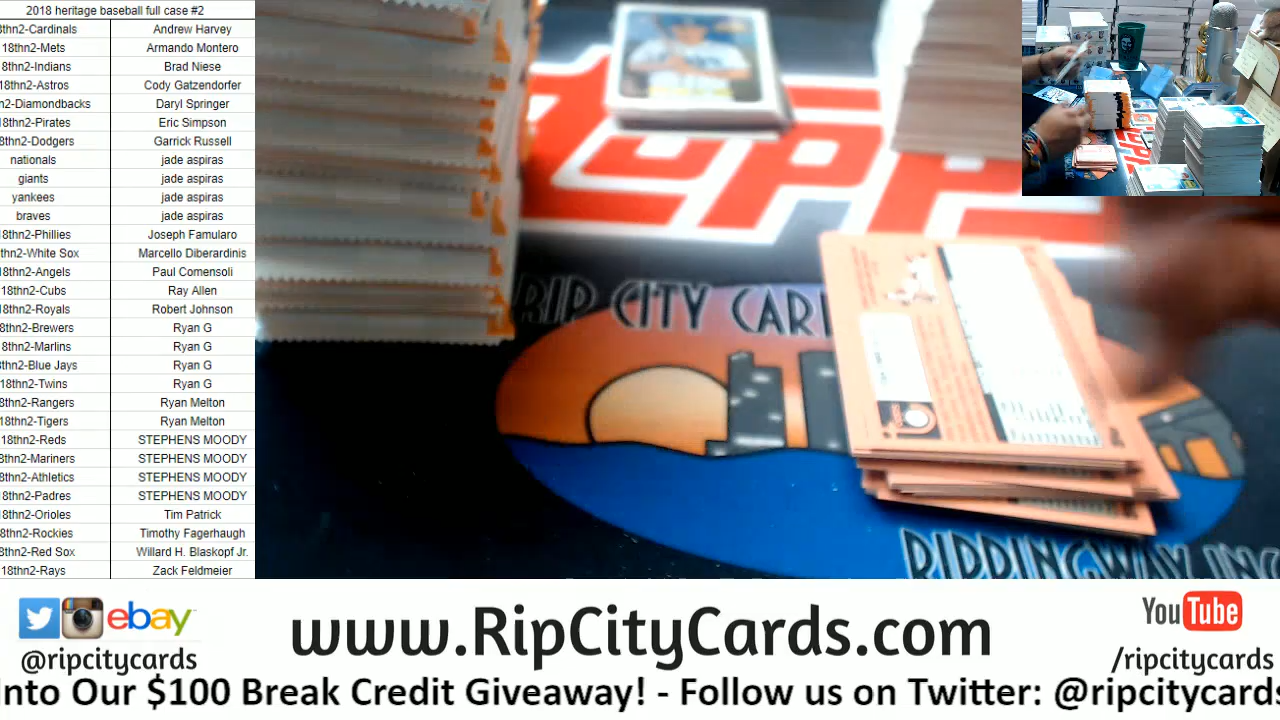 2018 heritage baseball full case #2
8thn2-Cardinals Andrew Harvey
18thn2-Mets Armando Montero
8thn2-Indians Brad Niese
18thn2-Astros Cody Gatzendorfer
n2-Diamondbacks Daryl Springer
18thn2-Pirates Eric Simpson
8thn2-Dodgers Garrick Russell
nationals jade aspiras
giants jade aspiras
yankees jade aspiras
braves jade aspiras
8thn2-Phillies Joseph Famularo
thn2-White Sox Marcello Diberardinis
18thn2-Angels Paul Comensoli
18thn2-Cubs Ray Allen
18thn2-Royals Robert Johnson
8thn2-Brewers Ryan G
18thn2-Marlins Ryan G
8thn2-Blue Jays Ryan G
18thn2-Twins Ryan G
8thn2-Rangers Ryan Melton
18thn2-Tigers Ryan Melton
18thn2-Reds STEPHENS MOODY
8thn2-Mariners STEPHENS MOODY
8thn2-Athletics STEPHENS MOODY
18thn2-Padres STEPHENS MOODY
18thn2-Orioles Tim Patrick
8thn2-Rockies Timothy Fagerhaugh
8thn2-Red Sox Willard H. Blaskopf Jr.
18thn2-Rays Zack Feldmeier
RIP CITY CAR
RIPPINGWAX INC
ebay
@ripcitycards
www.RipCityCards.com
YouTube
/ripcitycards
Into Our $100 Break Credit Giveaway! - Follow us on Twitter: @ripcitycards